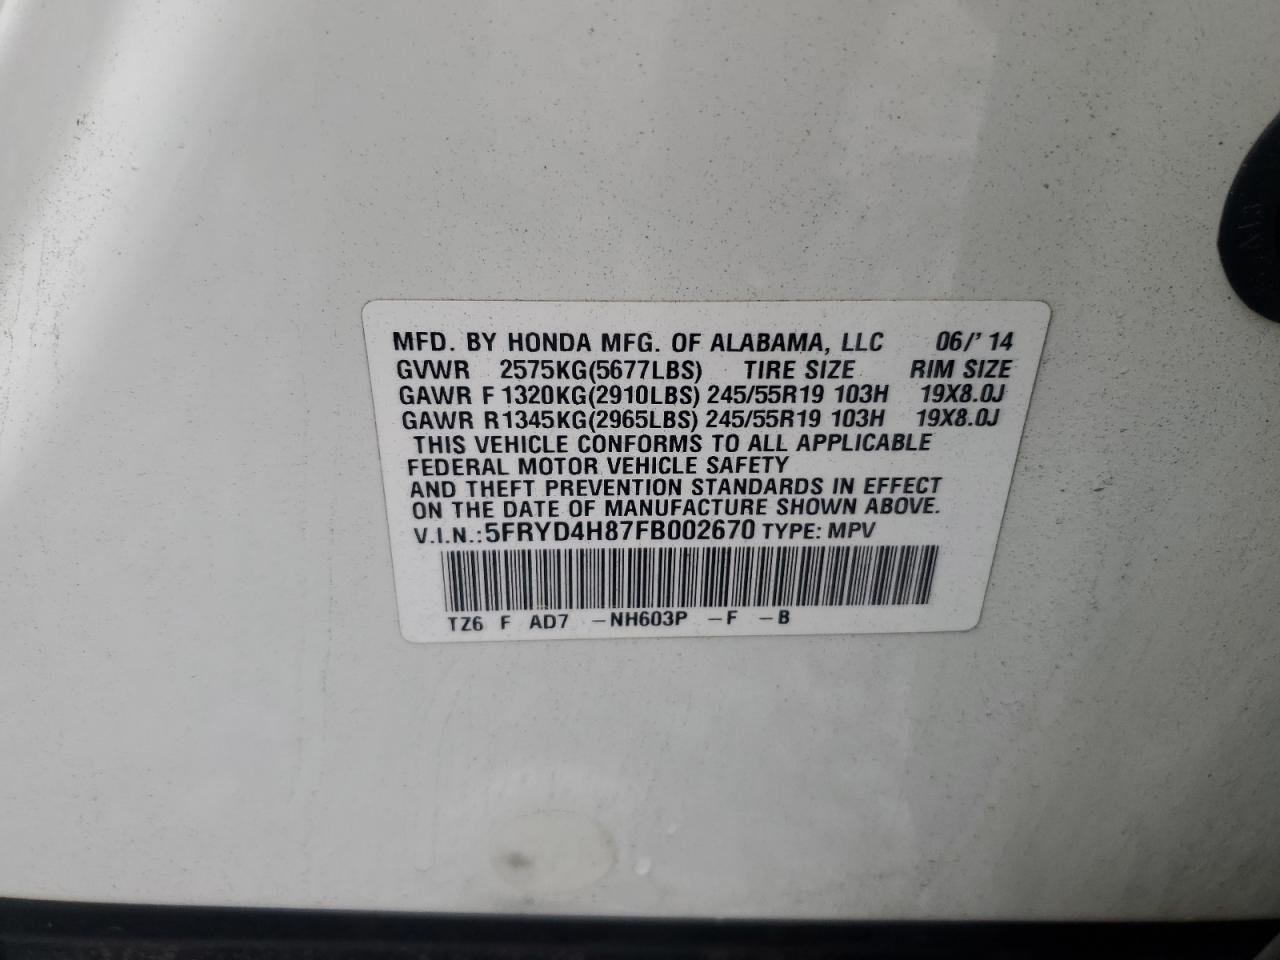 MFD. BY HONDA MFG. OF ALABAMA, LLC 06/'14
GVWR 2575KG(5677LBS) TIRE SIZE RIM SIZE
GAWR F 1320KG(2910LBS) 245/55R19 103H 19X8.0J
GAWR R1345KG(2965LBS) 245/55R19 103H 19X8.0J
THIS VEHICLE CONFORMS TO ALL APPLICABLE
FEDERAL MOTOR VEHICLE SAFETY
AND THEFT PREVENTION STANDARDS IN EFFECT
ON THE DATE OF MANUFACTURE SHOWN ABOVE.
V.I.N.:5FRYD4H87FB002670 TYPE: MPV
TZ6 F AD7 -NH603P -F -B